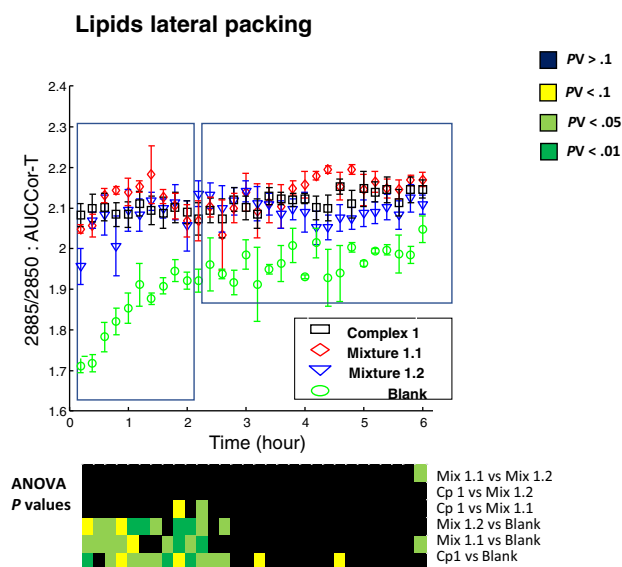 Lipids lateral packing
PV > .1
PV < .1
PV < .05
PV < .01
2885/2850 : AUCCor-T
2.4
2.3
2.2
2.1
2
1.9
1.8
1.7
1.6
Complex 1
Mixture 1.1
Mixture 1.2
Blank
0 1 2 3 4 5 6
Time (hour)
ANOVA
P values
Mix 1.1 vs Mix 1.2
Cp 1 vs Mix 1.2
Cp 1 vs Mix 1.1
Mix 1.2 vs Blank
Mix 1.1 vs Blank
Cp1 vs Blank